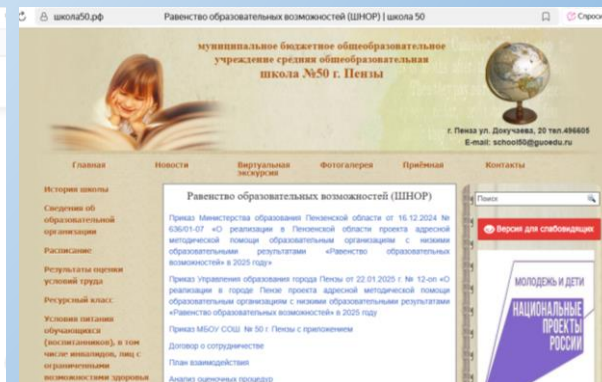 школа50.рф
Равенство образовательных возможностей (ШНОР) | школа 50
Спроси
муниципальное бюджетное общеобразовательное
учреждение средняя общеобразовательная
школа №50 г. Пензы
г. Пенза ул. Докучаева, 20 тел.496605
E-mail: school50@guoedu.ru
Главная
Новости
Виртуальная
экскурсия
Фотогалерея
Приёмная
Контакты
История школы
Сведения об
образовательной
организации
Расписание
Результаты оценки
условий труда
Ресурсный класс
Условия питания
обучающихся
(воспитанников), в том
числе инвалидов, лиц с
ограниченными
возможностями здоровья
Равенство образовательных возможностей (ШНОР)
Приказ Министерства образования Пензенской области от 16.12.2024 №
636/01-07 «О реализации в Пензенской области проекта адресной
методической помощи образовательным организациям с низкими
образовательными результатами «Равенство образовательных
возможностей» в 2025 году»
Приказ Управления образования города Пензы от 22.01.2025 г. № 12-оп «О
реализации в городе Пензе проекта адресной методической помощи
образовательным организациям с низкими образовательными результатами
«Равенство образовательных возможностей» в 2025 году
Приказ МБОУ СОШ № 50 г. Пензы с приложением
Договор о сотрудничестве
План взаимодействия
Анализ оценочных процедур
Поиск
Версия для слабовидящих
МОЛОДЕЖЬ И ДЕТИ
НАЦИОНАЛЬНЫЕ
ПРОЕКТЫ
РОССИИ